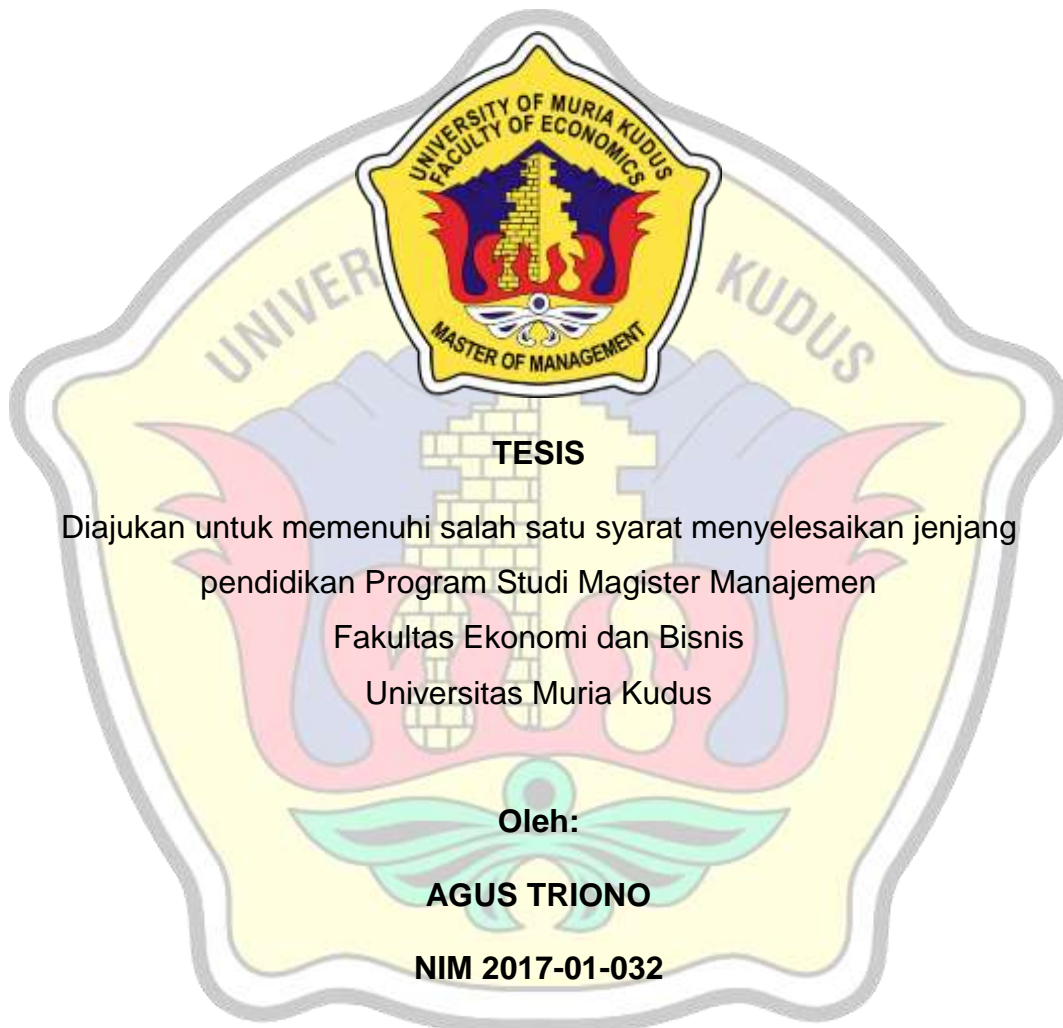 UNIVERSITY OF MURIA KUDUS
FACULTY OF ECONOMICS
MASTER OF MANAGEMENT
UNIVER KUDUS
TESIS
Diajukan untuk memenuhi salah satu syarat menyelesaikan jenjang
pendidikan Program Studi Magister Manajemen
Fakultas Ekonomi dan Bisnis
Universitas Muria Kudus
Oleh:
AGUS TRIONO
NIM 2017-01-032